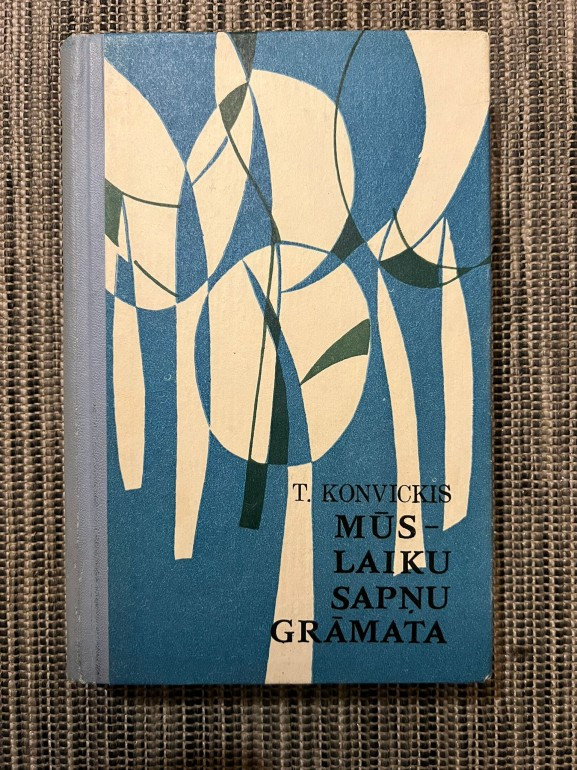 T. KONVICKIS
MŪS-
LAIKU
SAPŅU
GRĀMATA